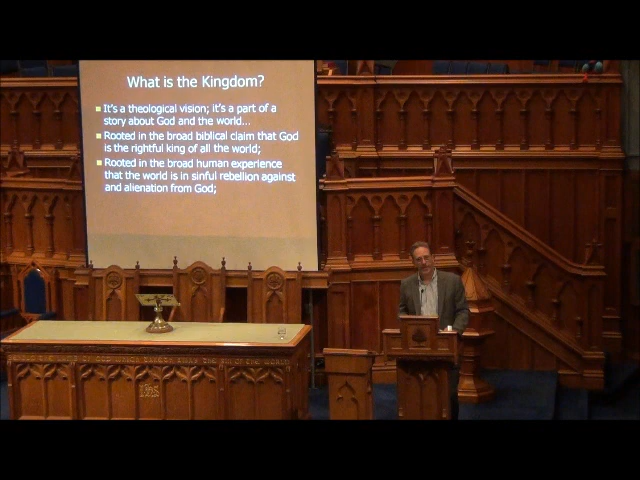 What is the Kingdom?
It's a theological vision; it's a part of a
story about God and the world...
Rooted in the broad biblical claim that God
is the rightful king of all the world;
Rooted in the broad human experience
that the world is in sinful rebellion against
and alienation from God;
IHS